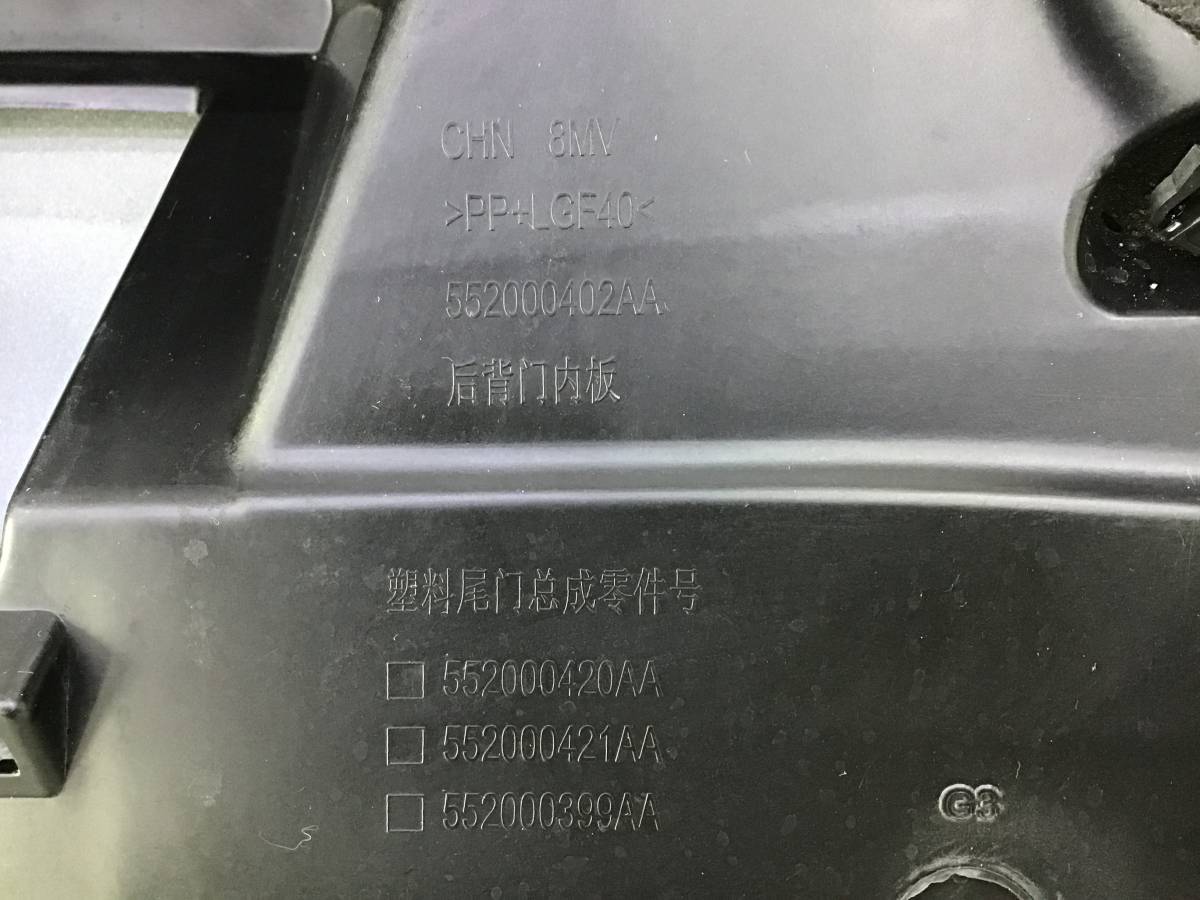 CHN 8MV
>PP+LGF40<
552000402AA
后背门内板
塑料尾门总成零件号
□ 552000420AA
□ 552000421AA
□ 552000399AA
G3